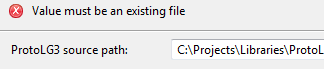 Value must be an existing file
ProtoLG3 source path: C:\Projects\Libraries\ProtoL